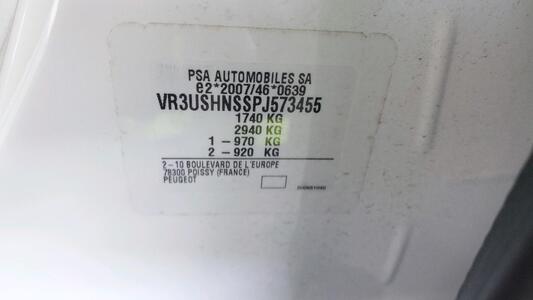 PSA AUTOMOBILES SA
e2*2007/46*0639
VR3USHNSSPJ573455
1740 KG
2940 KG
1 - 970 KG
2 - 920 KG
2-10 BOULEVARD DE L'EUROPE
78300 POISSY (FRANCE)
PEUGEOT